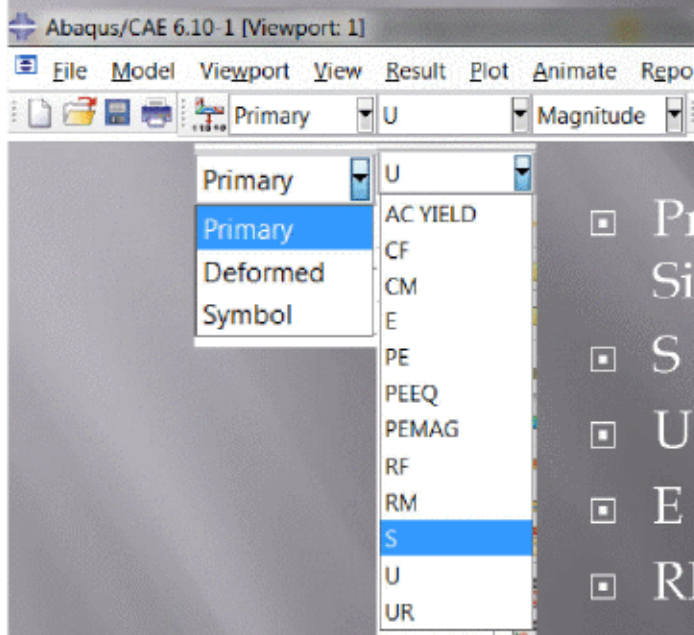 Abaqus/CAE 6.10-1 [Viewport: 1]
File Model Viewport View Result Plot Animate
Primary U Magnitude
Primary U
Primary
Deformed
Symbol
AC YIELD
CF
CM
E
PE
PEEQ
PEMAG
RF
RM
S
U
UR
S
U
E